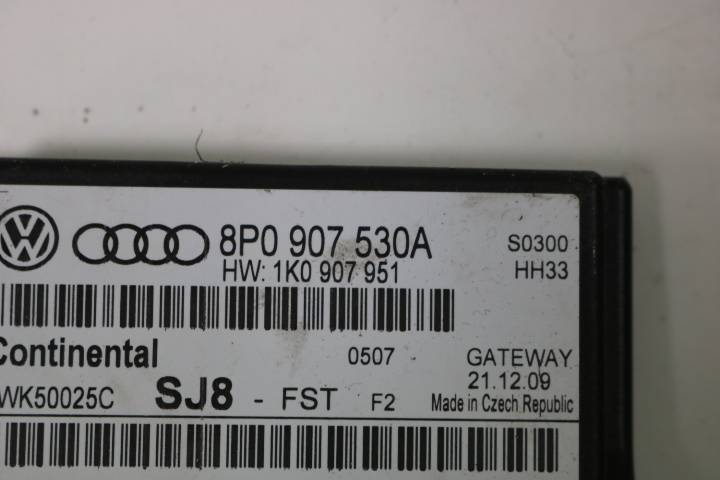 8P0 907 530A S0300
HW: 1K0 907 951 HH33
Continental 0507 GATEWAY
WK50025C SJ8 - FST F2 21.12.09
Made in Czech Republic